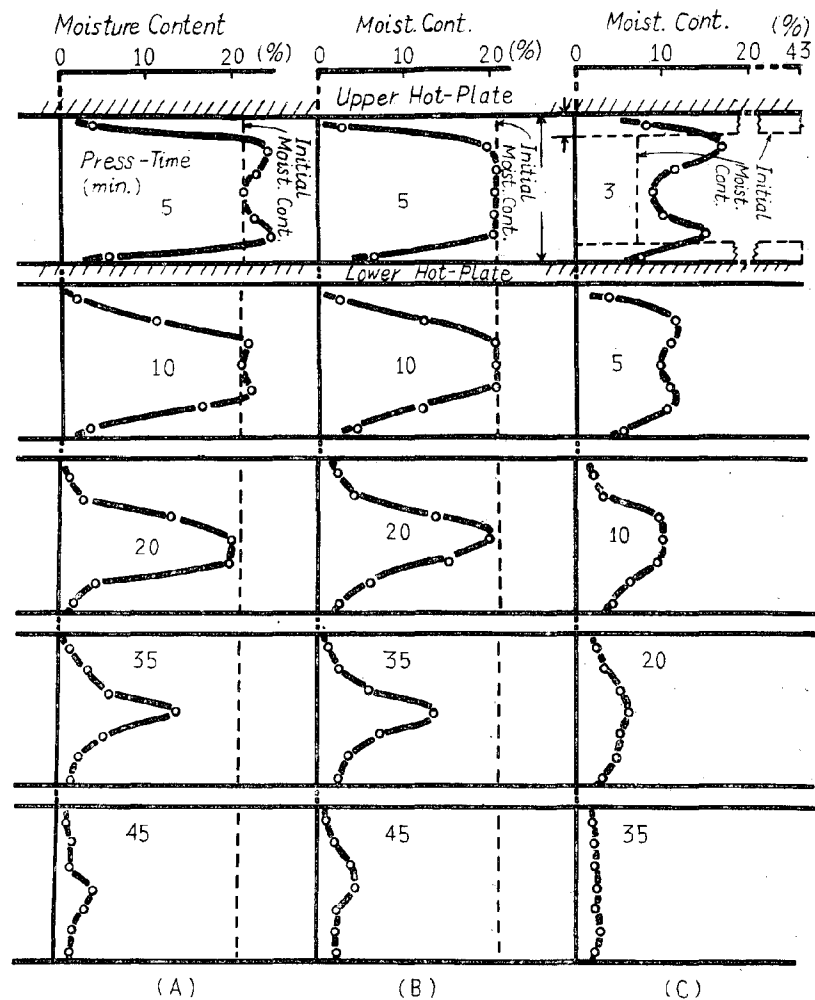 Moisture Content
0 10 20 (%)
Moist. Cont.
0 10 20 (%)
Moist. Cont. (%)
0 10 20 43
Upper Hot-Plate
Press-Time
(min.)
5
Initial
Moist. Cont.
5
Initial
Moist. Cont.
3
Initial
Moist.
Cont.
Lower Hot-Plate
10
10
5
20
20
10
35
35
20
45
45
35
(A)
(B)
(C)